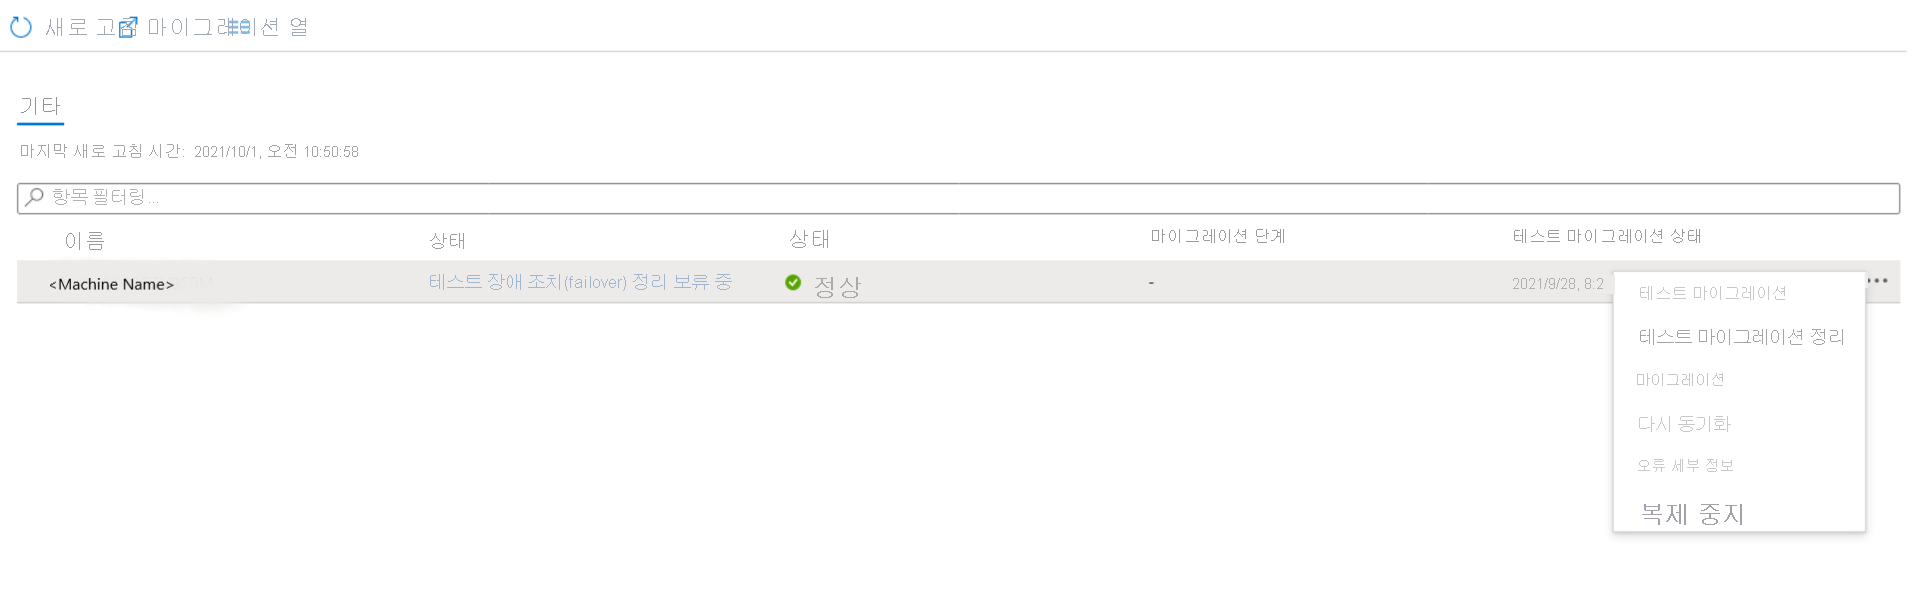 새로 고침 마이그레이션 열
기타
마지막 새로 고침 시간: 2021/10/1, 오전 10:50:58
항목 필터링...
이름 상태 상태 마이그레이션 단계 테스트 마이그레이션 상태
<Machine Name> 테스트 장애 조치(failover) 정리 보류 중 정상 - 2021/9/28, 8:2
테스트 마이그레이션
테스트 마이그레이션 정리
마이그레이션
다시 동기화
오류 세부 정보
복제 중지